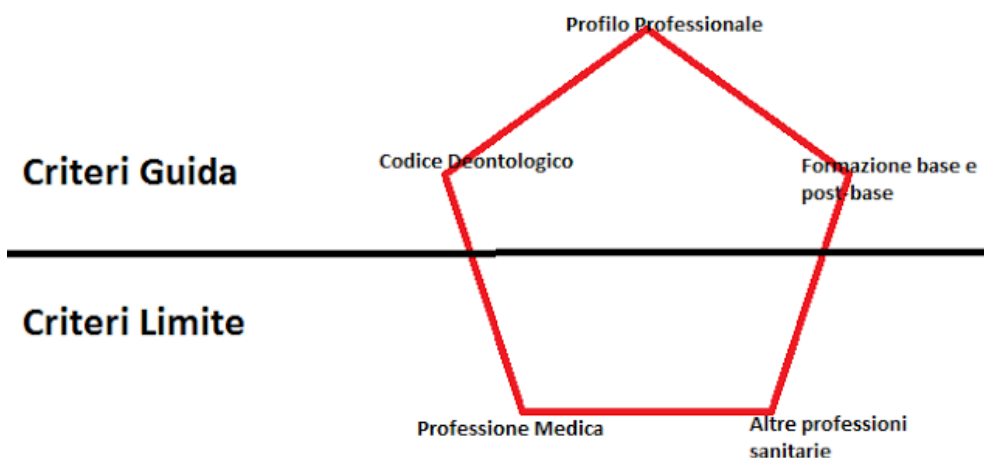 Profilo Professionale
Codice Deontologico
Formazione base e
post-base
Criteri Guida
Criteri Limite
Professione Medica
Altre professioni
sanitarie